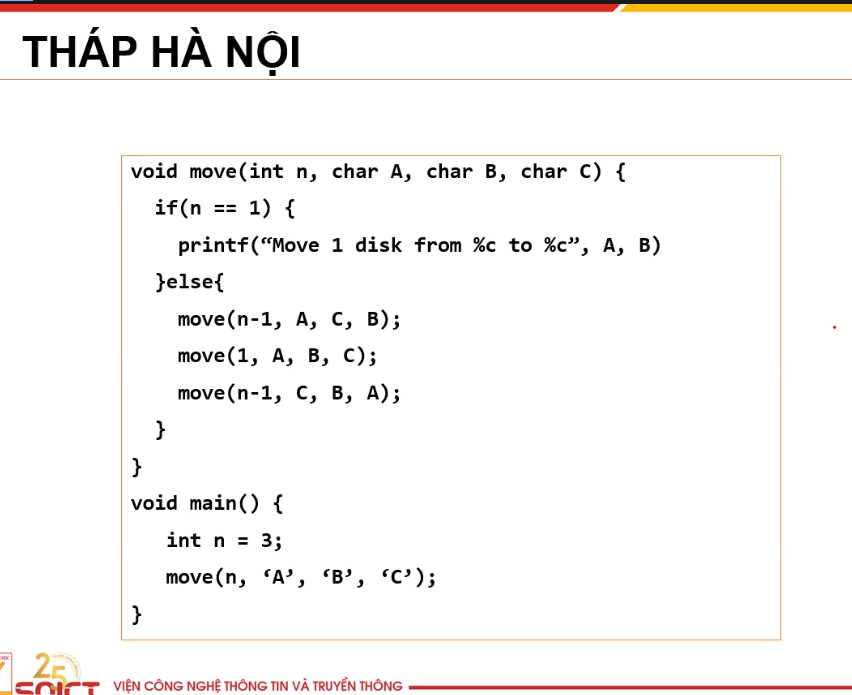 THÁP HÀ NỘI
void move(int n, char A, char B, char C) {
if(n == 1) {
printf(“Move 1 disk from %c to %c”, A, B)
}else{
move(n-1, A, C, B);
move(1, A, B, C);
move(n-1, C, B, A);
}
}
void main() {
int n = 3;
move(n, ‘A’, ‘B’, ‘C’);
}
25
SOICT
VIỆN CÔNG NGHỆ THÔNG TIN VÀ TRUYỀN THÔNG